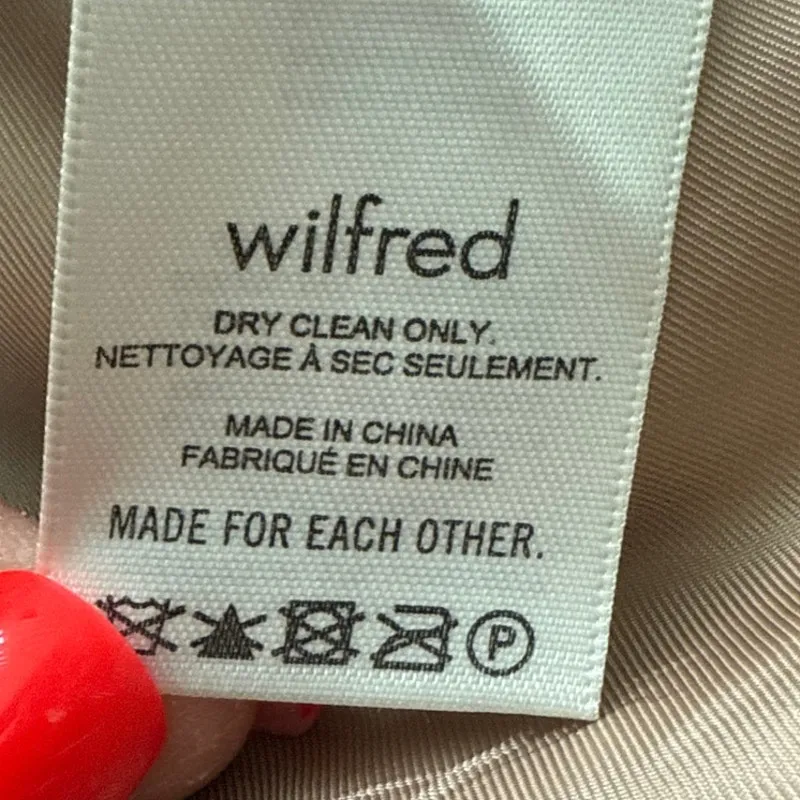 wilfred
DRY CLEAN ONLY.
NETTOYAGE À SEC SEULEMENT.
MADE IN CHINA
FABRIQUÉ EN CHINE
MADE FOR EACH OTHER.
P